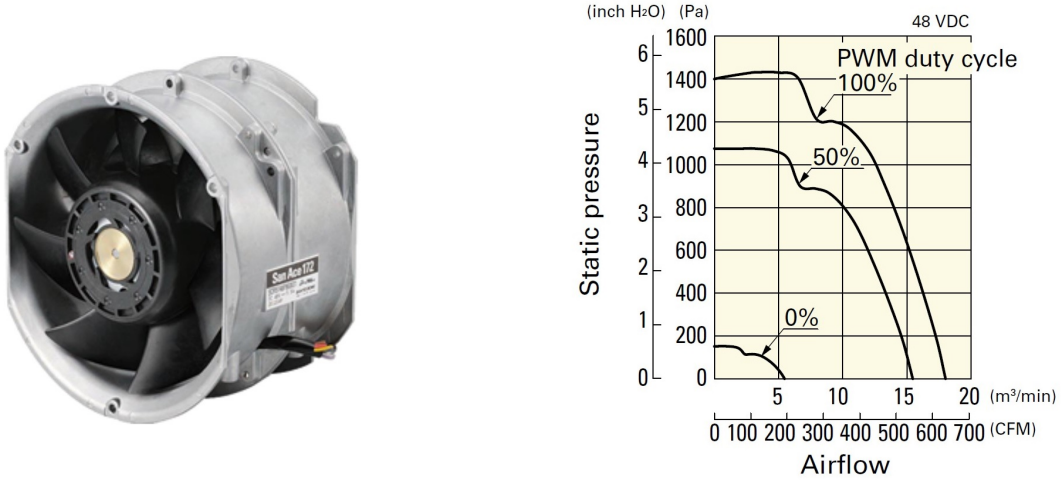 San Ace 172
(inch H₂O) (Pa)
48 VDC
PWM duty cycle
100%
50%
0%
Static pressure
6
5
4
3
2
1
0
1600
1400
1200
1000
800
600
400
200
0
5 10 15 20 (m³/min)
0 100 200 300 400 500 600 700 (CFM)
Airflow